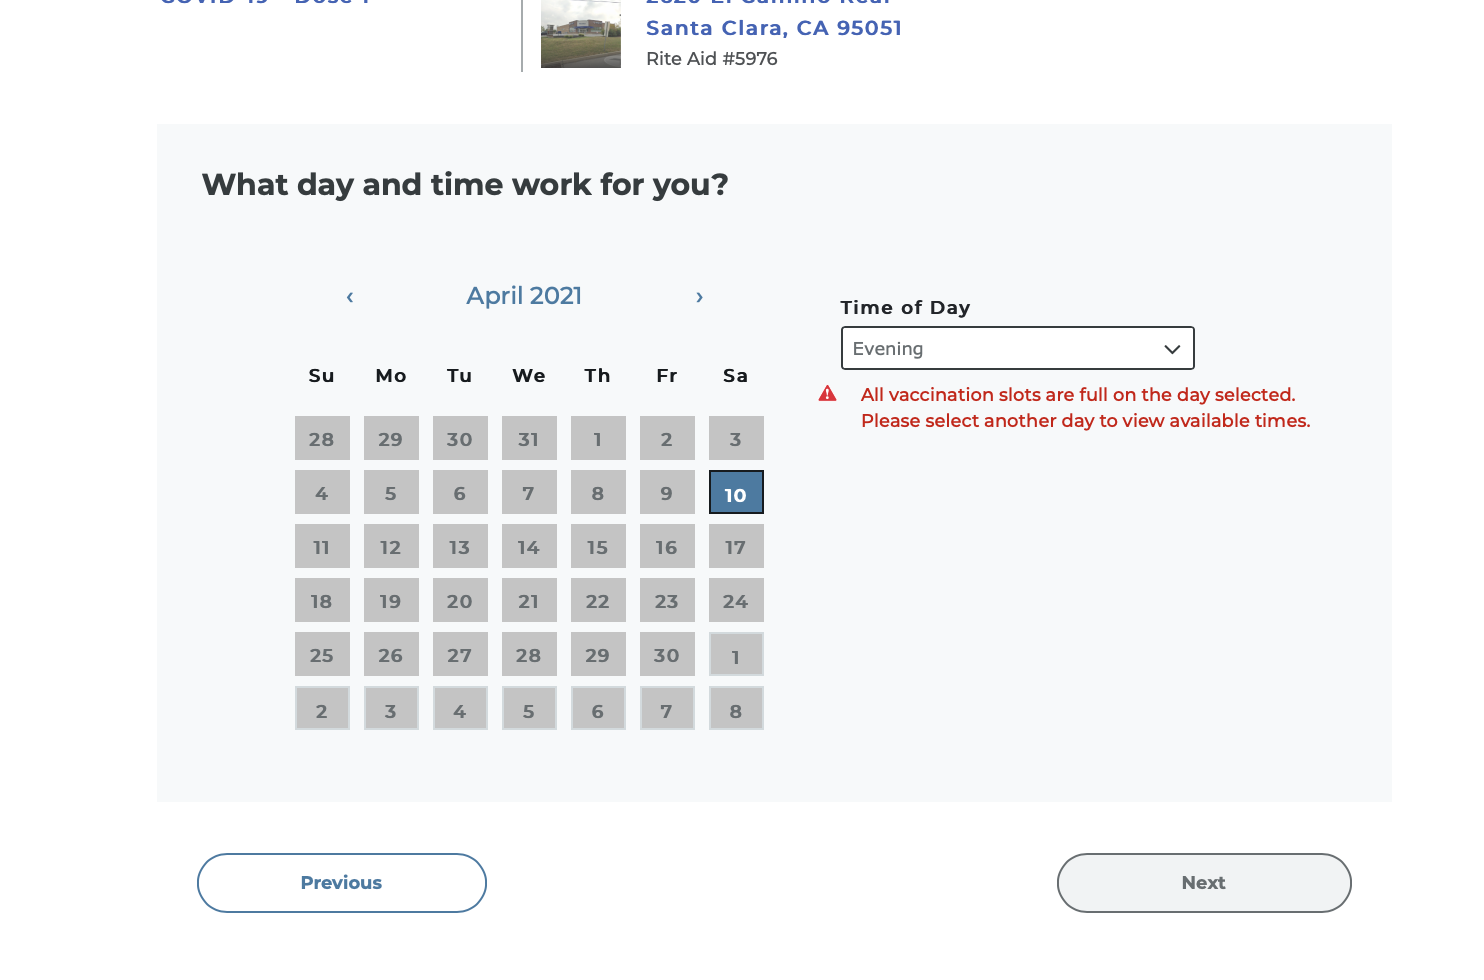 Santa Clara, CA 95051
Rite Aid #5976
What day and time work for you?
‹ April 2021 ›
Su Mo Tu We Th Fr Sa
28 29 30 31 1 2 3
4 5 6 7 8 9 10
11 12 13 14 15 16 17
18 19 20 21 22 23 24
25 26 27 28 29 30 1
2 3 4 5 6 7 8
Time of Day
Evening
All vaccination slots are full on the day selected.
Please select another day to view available times.
Previous
Next